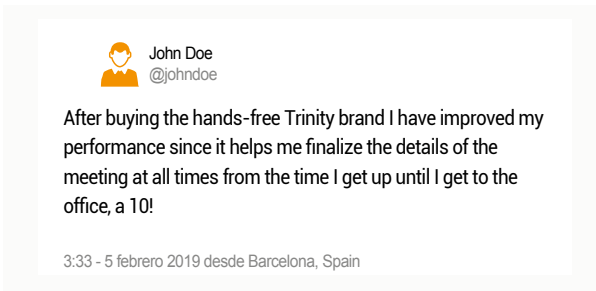 John Doe
@johndoe
After buying the hands-free Trinity brand I have improved my
performance since it helps me finalize the details of the
meeting at all times from the time I get up until I get to the
office, a 10!
3:33 - 5 febrero 2019 desde Barcelona, Spain